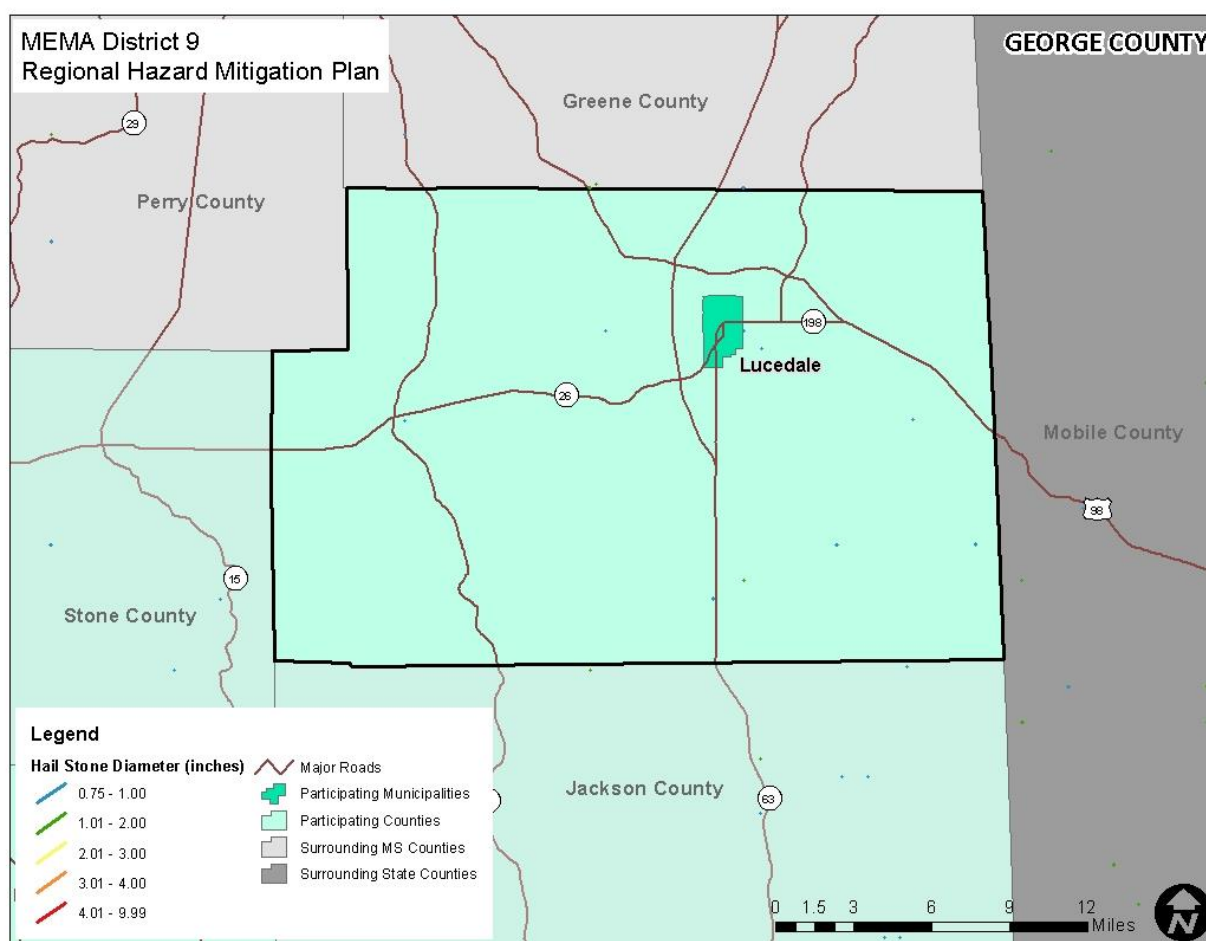 MEMA District 9
Regional Hazard Mitigation Plan
GEORGE COUNTY
Greene County
29
Perry County
198
Lucedale
26
Mobile County
98
15
Stone County
Legend
Hail Stone Diameter (inches)
0.75 - 1.00
1.01 - 2.00
2.01 - 3.00
3.01 - 4.00
4.01 - 9.99
Major Roads
Participating Municipalities
Participating Counties
Surrounding MS Counties
Surrounding State Counties
Jackson County
63
0 1.5 3 6 9 12
Miles
N